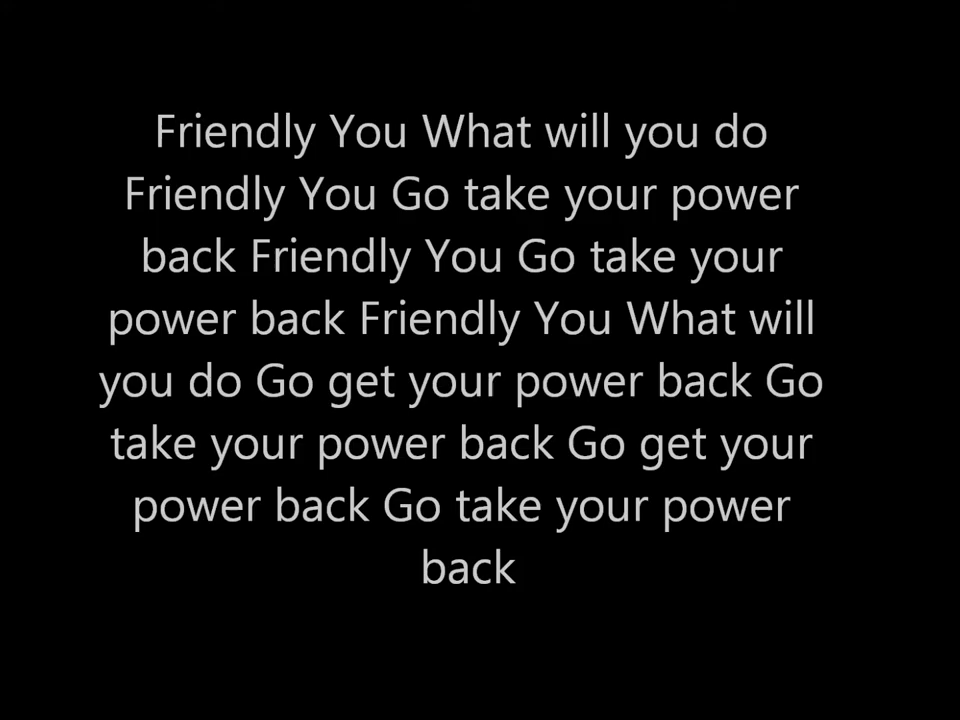 Friendly You What will you do
Friendly You Go take your power
back Friendly You Go take your
power back Friendly You What will
you do Go get your power back Go
take your power back Go get your
power back Go take your power
back